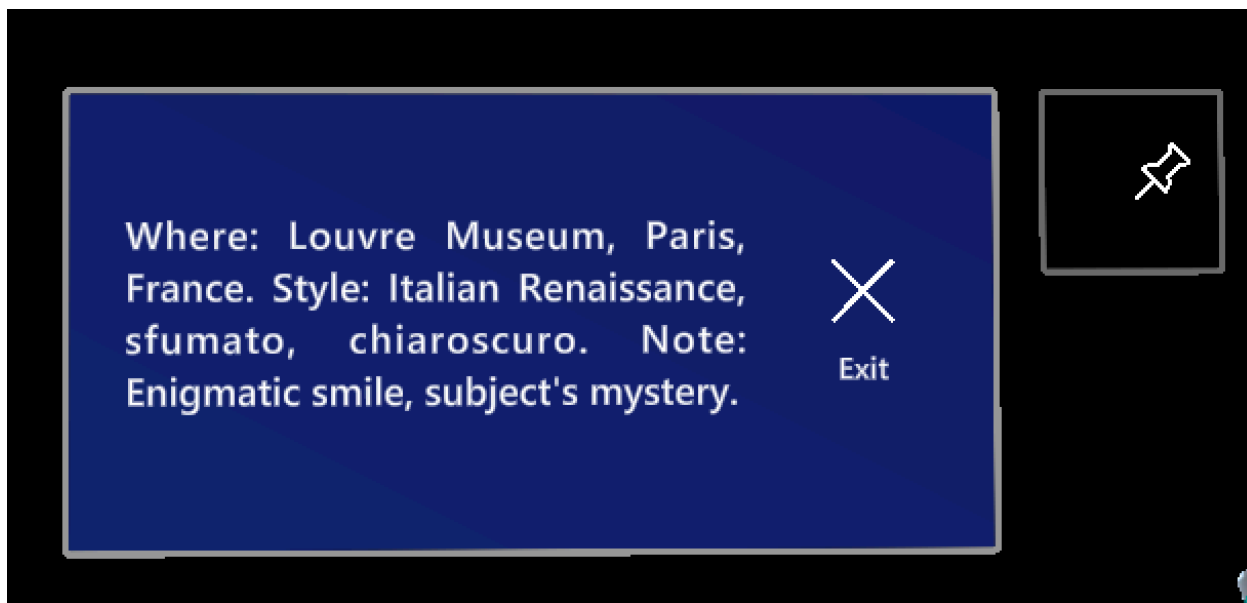 Where: Louvre Museum, Paris,
France. Style: Italian Renaissance,
sfumato, chiaroscuro. Note:
Enigmatic smile, subject's mystery.
Exit